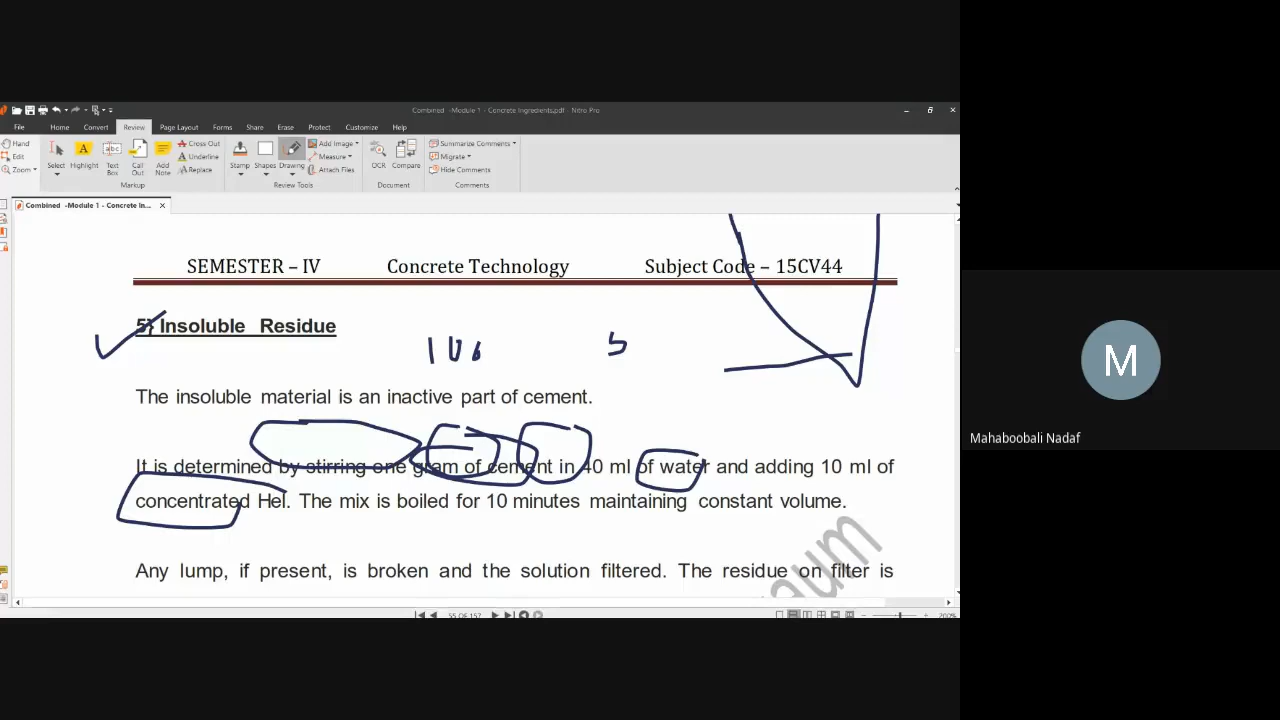 Combined -Module 1 - Concrete Ingredients.pdf - Nitro Pro
File Home Convert Review Page Layout Forms Share Erase Protect Customize Help
Hand
Edit
Zoom
Select
Highlight
Text Box
Call Out
Add Note
Cross Out
Underline
Replace
Markup
Stamp
Shapes
Drawing
Add Image
Measure
Attach Files
Review Tools
OCR
Compare
Document
Summarize Comments
Migrate
Hide Comments
Comments
Combined -Module 1 - Concrete In...
SEMESTER – IV Concrete Technology Subject Code – 15CV44
5} Insoluble Residue
The insoluble material is an inactive part of cement.
It is determined by stirring one gram of cement in 40 ml of water and adding 10 ml of
concentrated Hel. The mix is boiled for 10 minutes maintaining constant volume.
Any lump, if present, is broken and the solution filtered. The residue on filter is
55 OF 157
M
Mahaboobali Nadaf